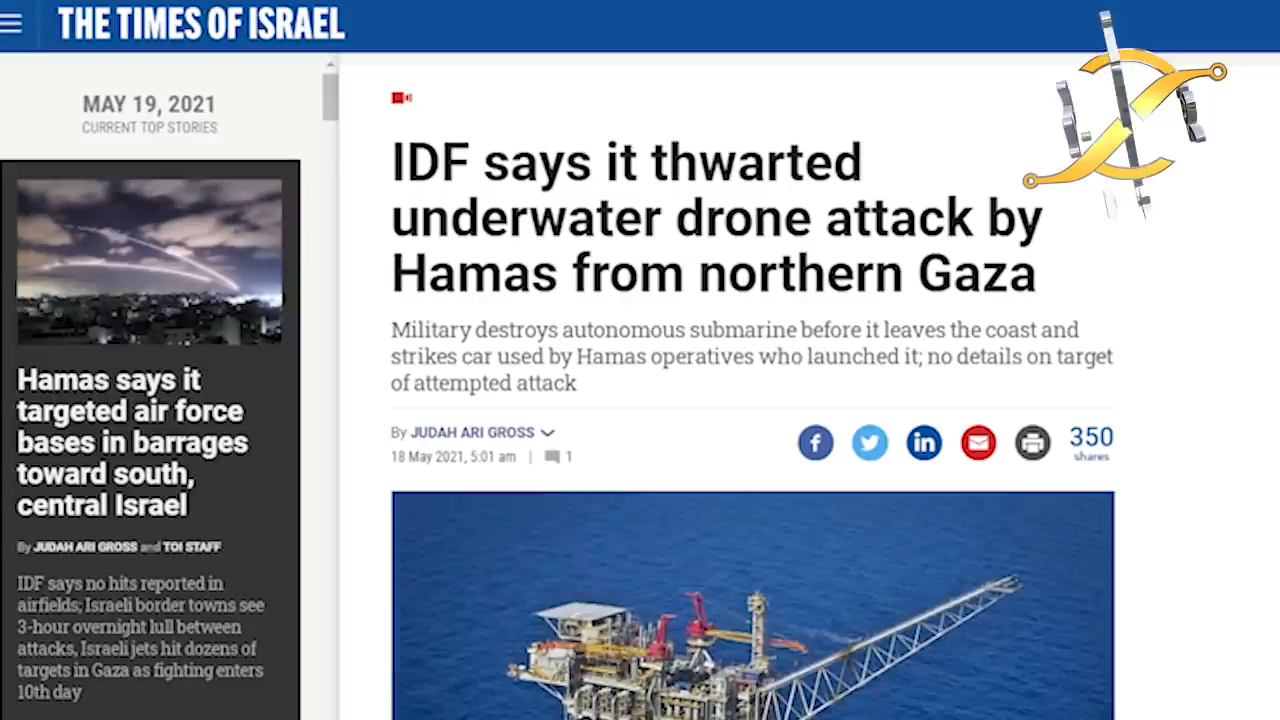 THE TIMES OF ISRAEL
MAY 19, 2021
CURRENT TOP STORIES
Hamas says it
targeted air force
bases in barrages
toward south,
central Israel
By JUDAH ARI GROSS and TOI STAFF
IDF says no hits reported in
airfields; Israeli border towns see
3-hour overnight lull between
attacks, Israeli jets hit dozens of
targets in Gaza as fighting enters
10th day
IDF says it thwarted
underwater drone attack by
Hamas from northern Gaza
Military destroys autonomous submarine before it leaves the coast and
strikes car used by Hamas operatives who launched it; no details on target
of attempted attack
By JUDAH ARI GROSS
18 May 2021, 5:01 am | 1
350
shares